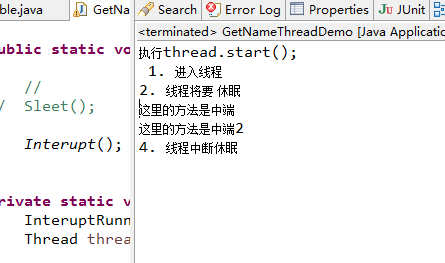 ble.java
GetNa
ublic static vo
//
/ Sleet();
Interupt();
rivate static v
InteruptRunn
Thread threa
Search
Error Log
Properties
JUnit
<terminated> GetNameThreadDemo [Java Applicatio
执行thread.start();
1. 进入线程
2. 线程将要 休眠
这里的方法是中端
这里的方法是中端2
4. 线程中断休眠